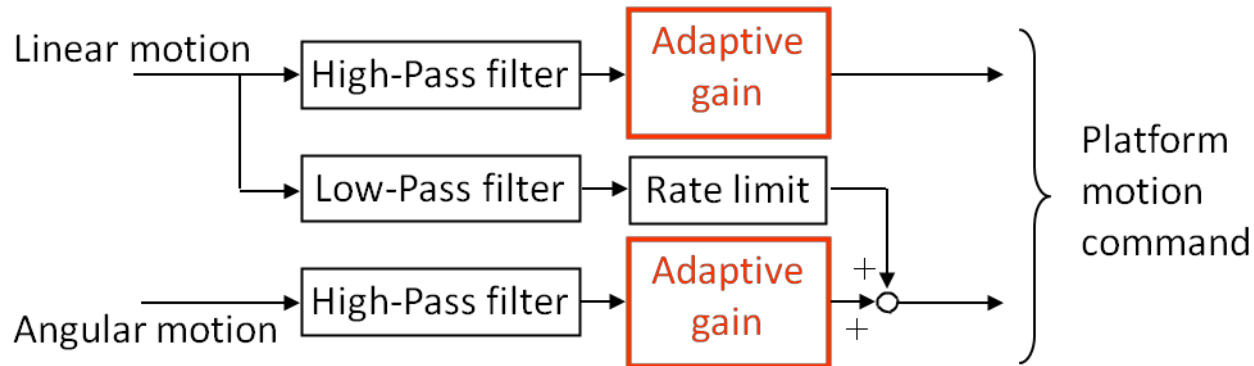 Linear motion
High-Pass filter
Adaptive
gain
Low-Pass filter
Rate limit
Angular motion
High-Pass filter
Adaptive
gain
+
+
Platform
motion
command